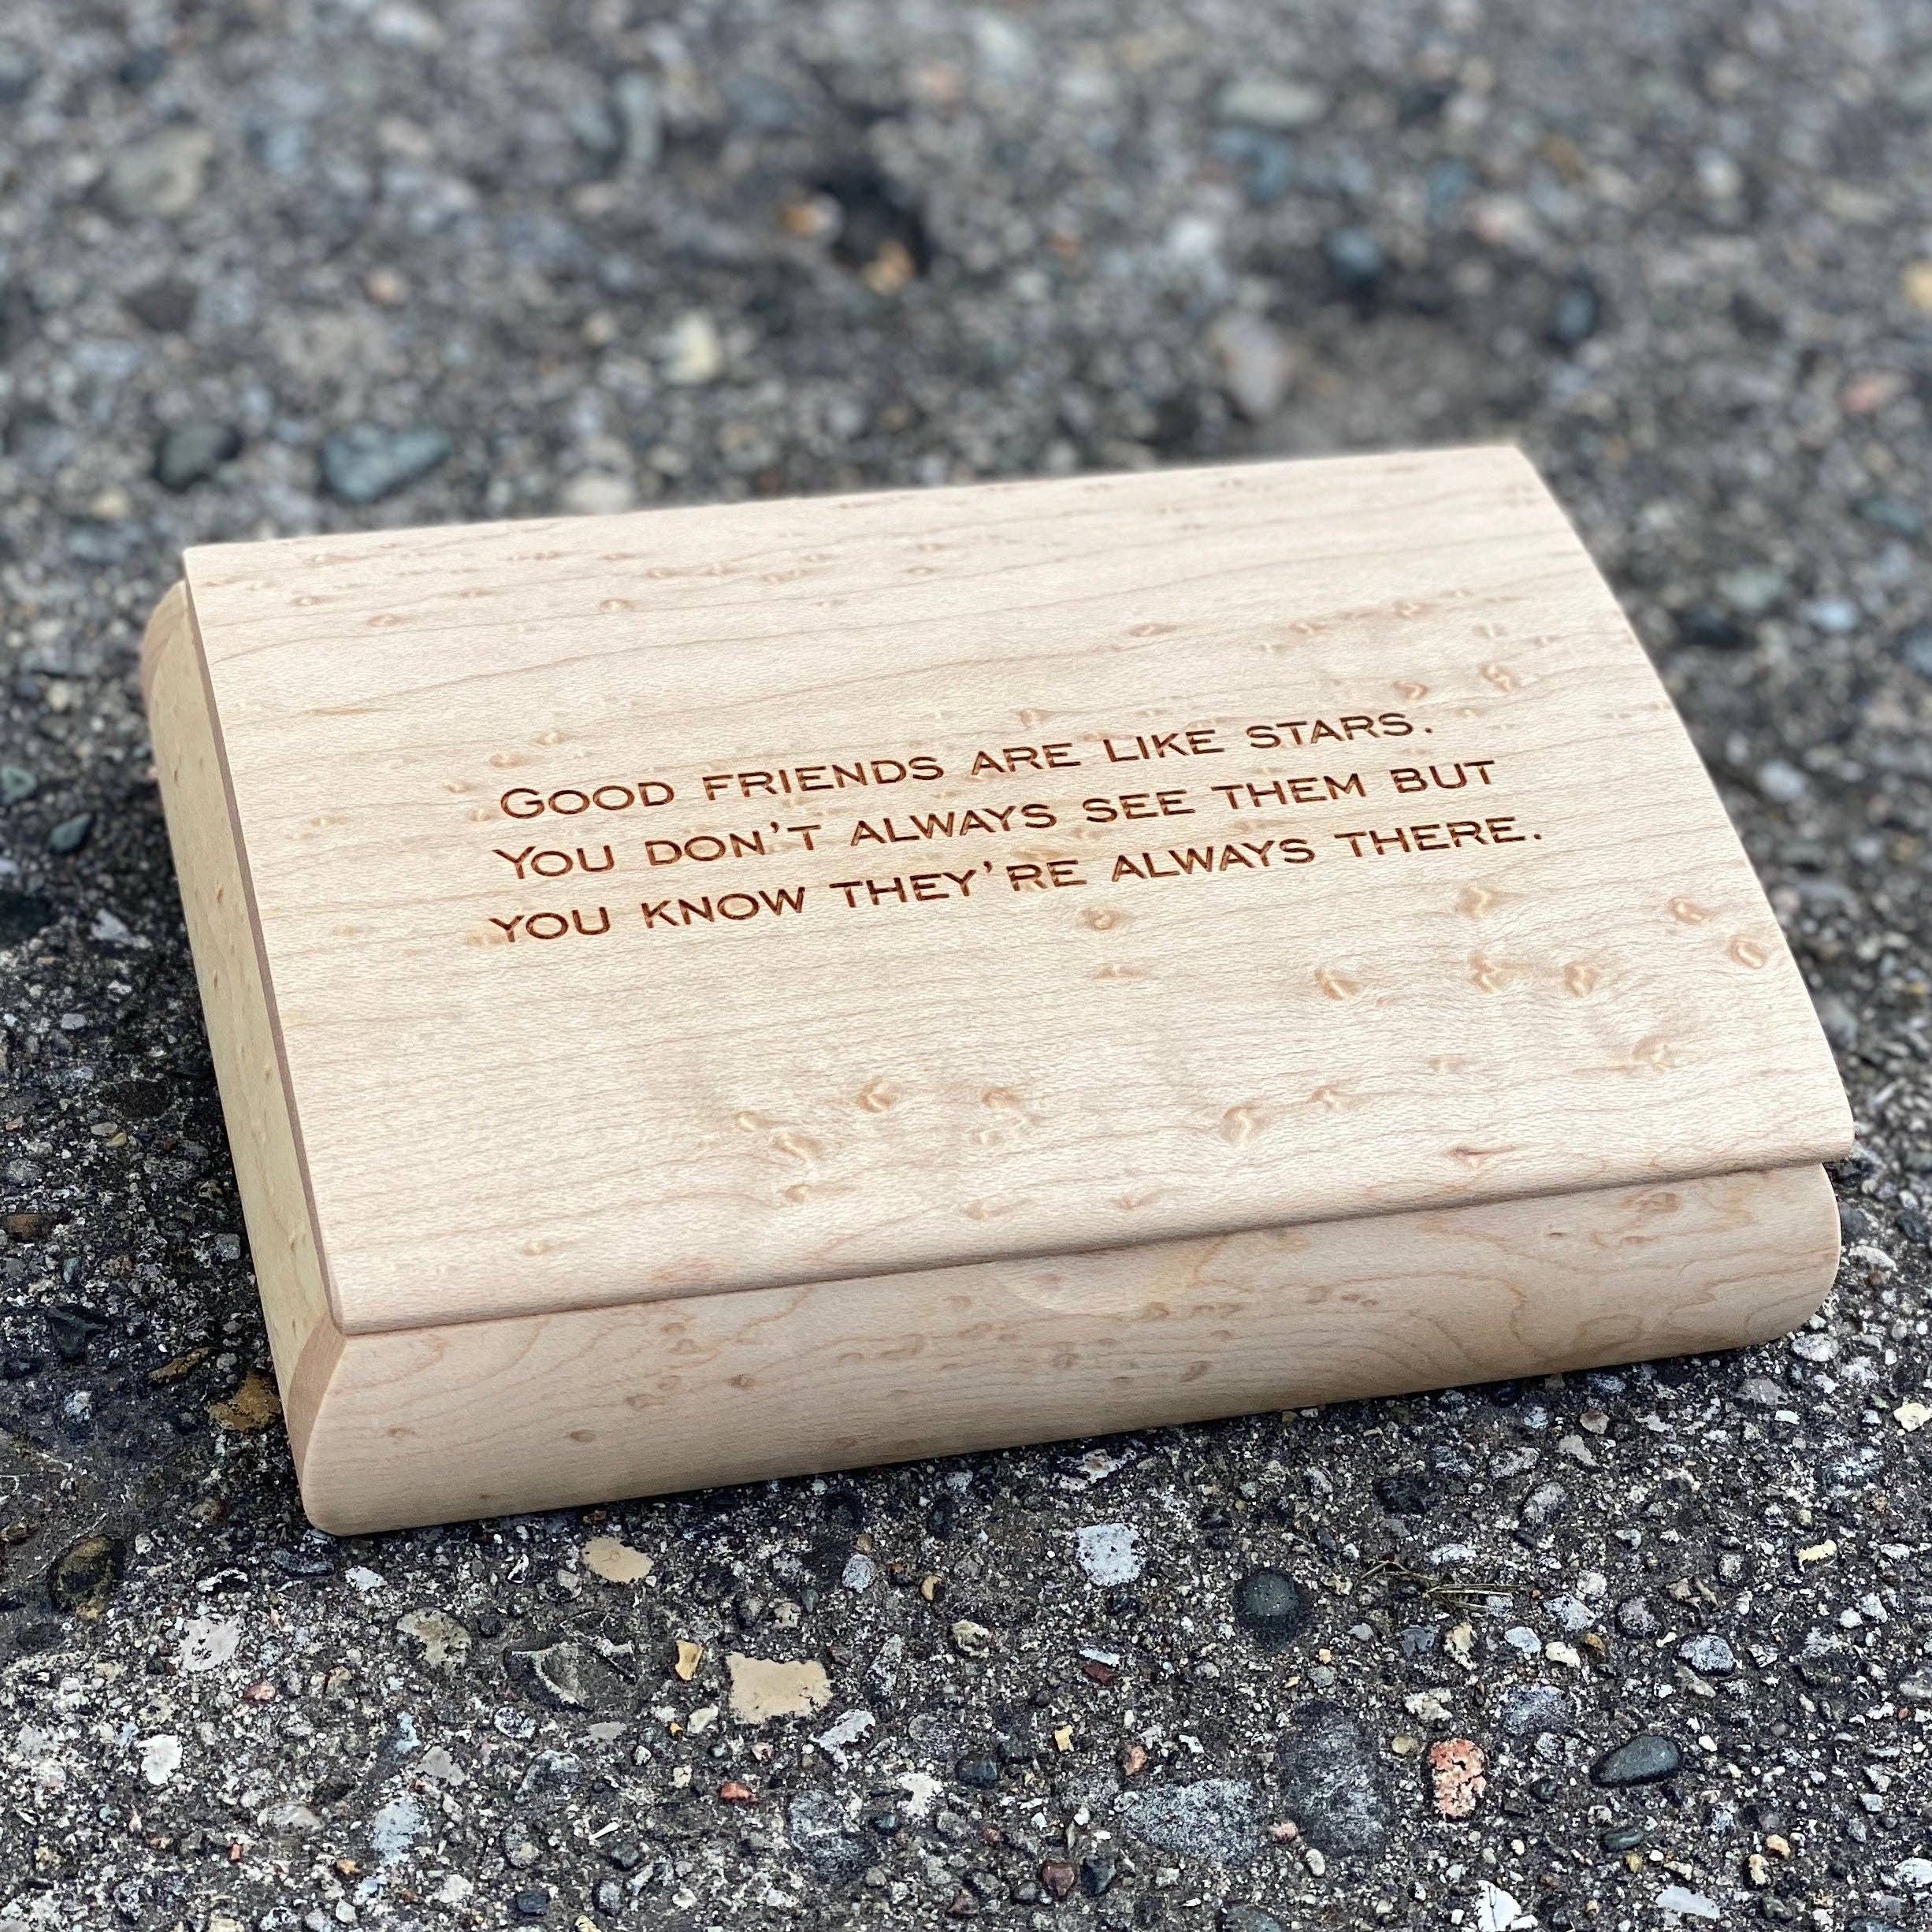 Good friends are like stars.
You don't always see them but
you know they're always there.